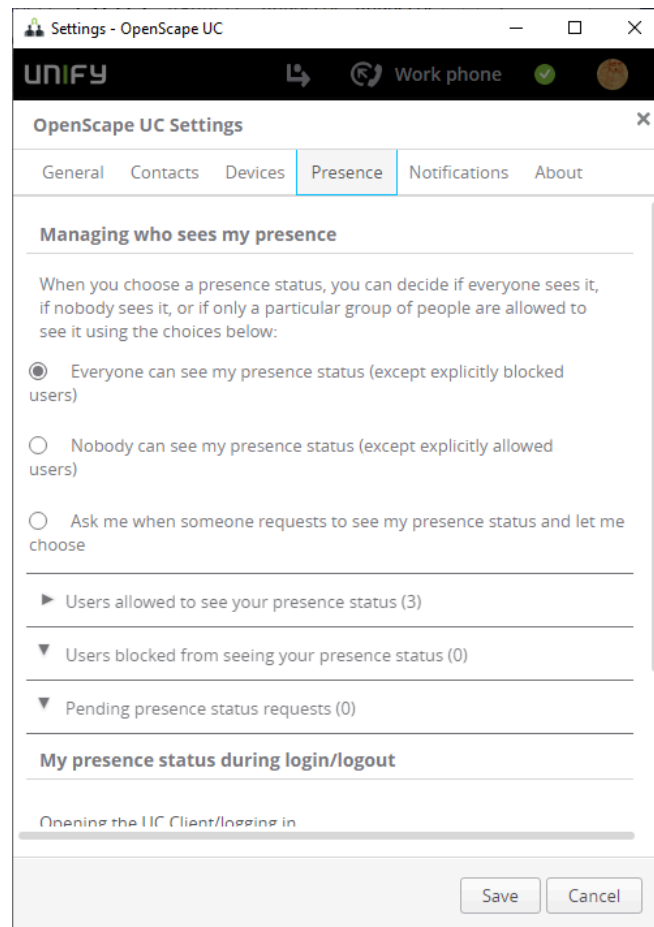 Settings - OpenScape UC
UNIFY
Work phone
OpenScape UC Settings
General Contacts Devices Presence Notifications About
Managing who sees my presence
When you choose a presence status, you can decide if everyone sees it,
if nobody sees it, or if only a particular group of people are allowed to
see it using the choices below:
Everyone can see my presence status (except explicitly blocked
users)
Nobody can see my presence status (except explicitly allowed
users)
Ask me when someone requests to see my presence status and let me
choose
Users allowed to see your presence status (3)
Users blocked from seeing your presence status (0)
Pending presence status requests (0)
My presence status during login/logout
Opening the UC Client/logging in
Save Cancel